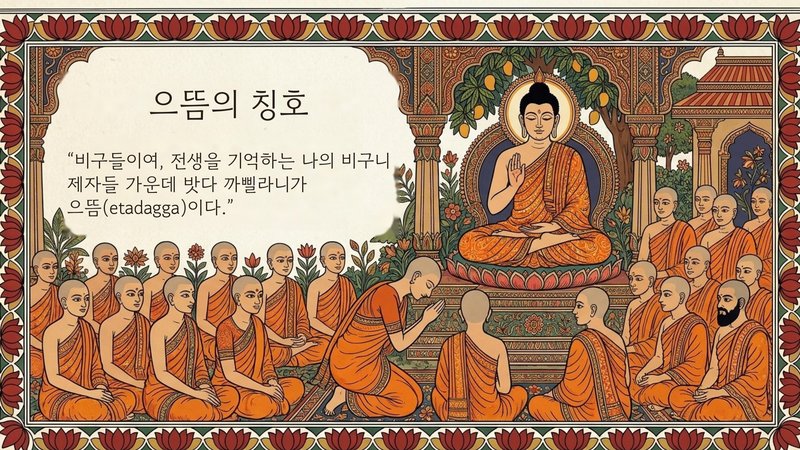 으뜸의 칭호
“비구들이여, 전생을 기억하는 나의 비구니
제자들 가운데 밧다 까삘라니가
으뜸(etadagga)이다.”